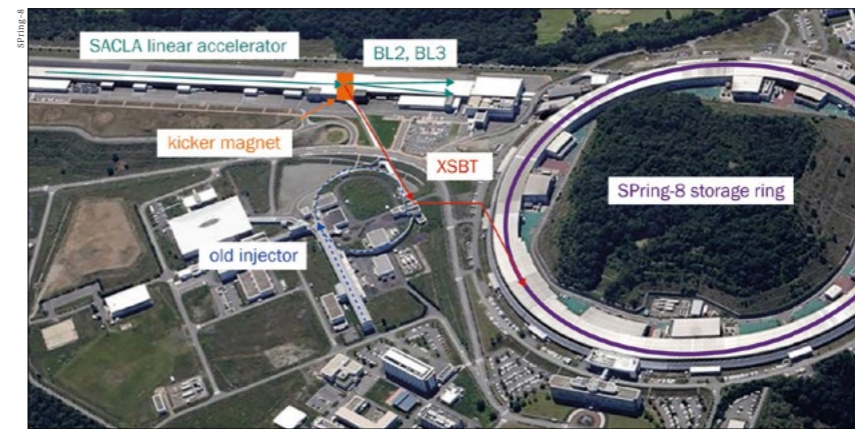 SPring-8
SACLA linear accelerator
BL2, BL3
kicker magnet
XSBT
SPring-8 storage ring
old injector